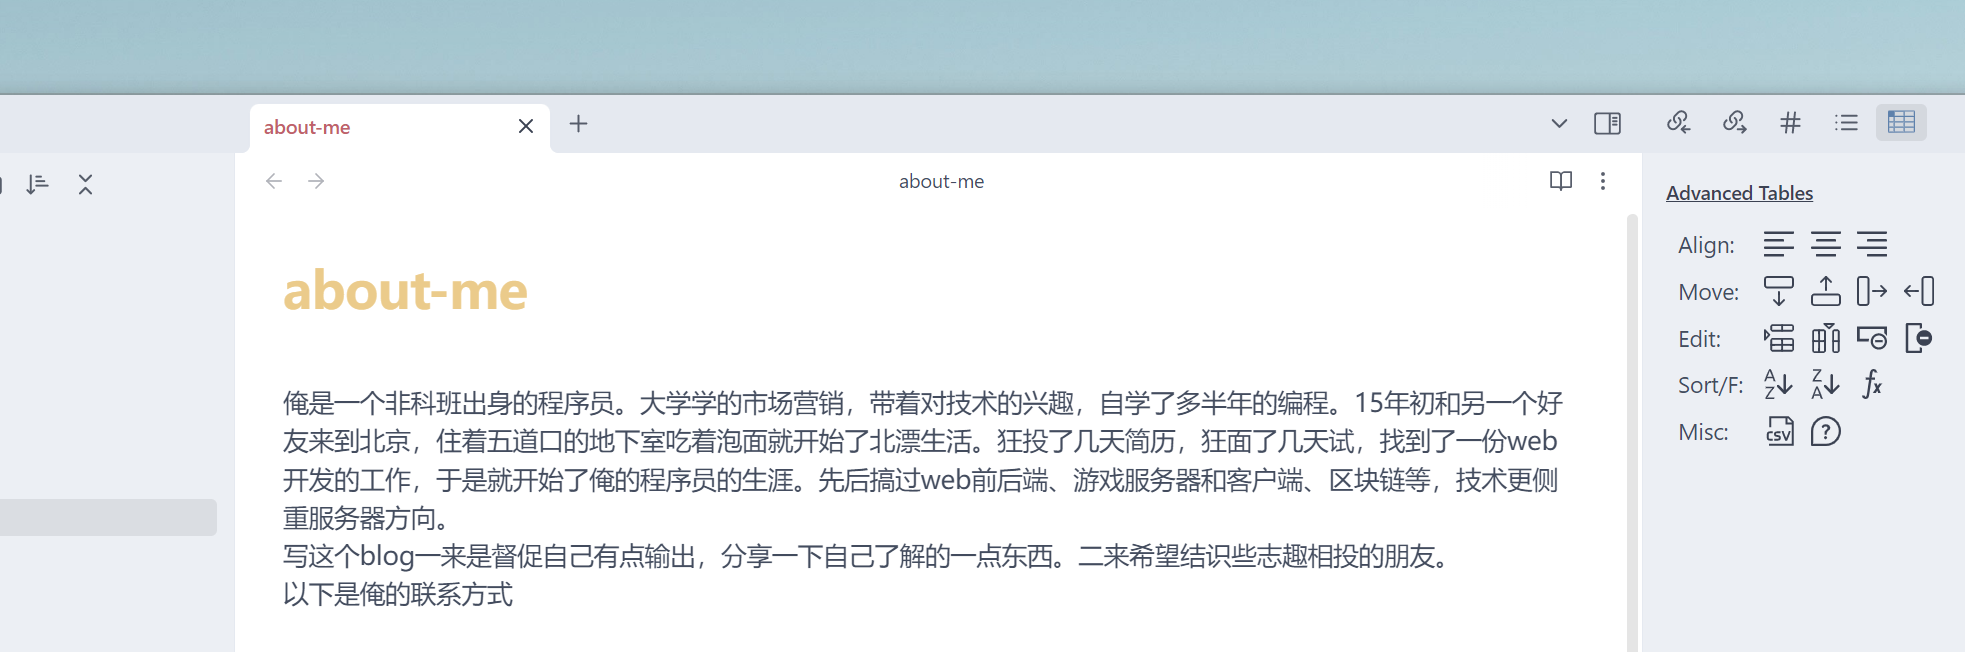 about-me
about-me
Advanced Tables
about-me
Align:
Move:
Edit:
Sort/F:
Misc:
俺是一个非科班出身的程序员。大学学的市场营销，带着对技术的兴趣，自学了多半年的编程。15年初和另一个好
友来到北京，住着五道口的地下室吃着泡面就开始了北漂生活。狂投了几天简历，狂面了几天试，找到了一份web
开发的工作，于是就开始了俺的程序员的生涯。先后搞过web前后端、游戏服务器和客户端、区块链等，技术更侧
重服务器方向。
写这个blog一来是督促自己有点输出，分享一下自己了解的一点东西。二来希望结识些志趣相投的朋友。
以下是俺的联系方式